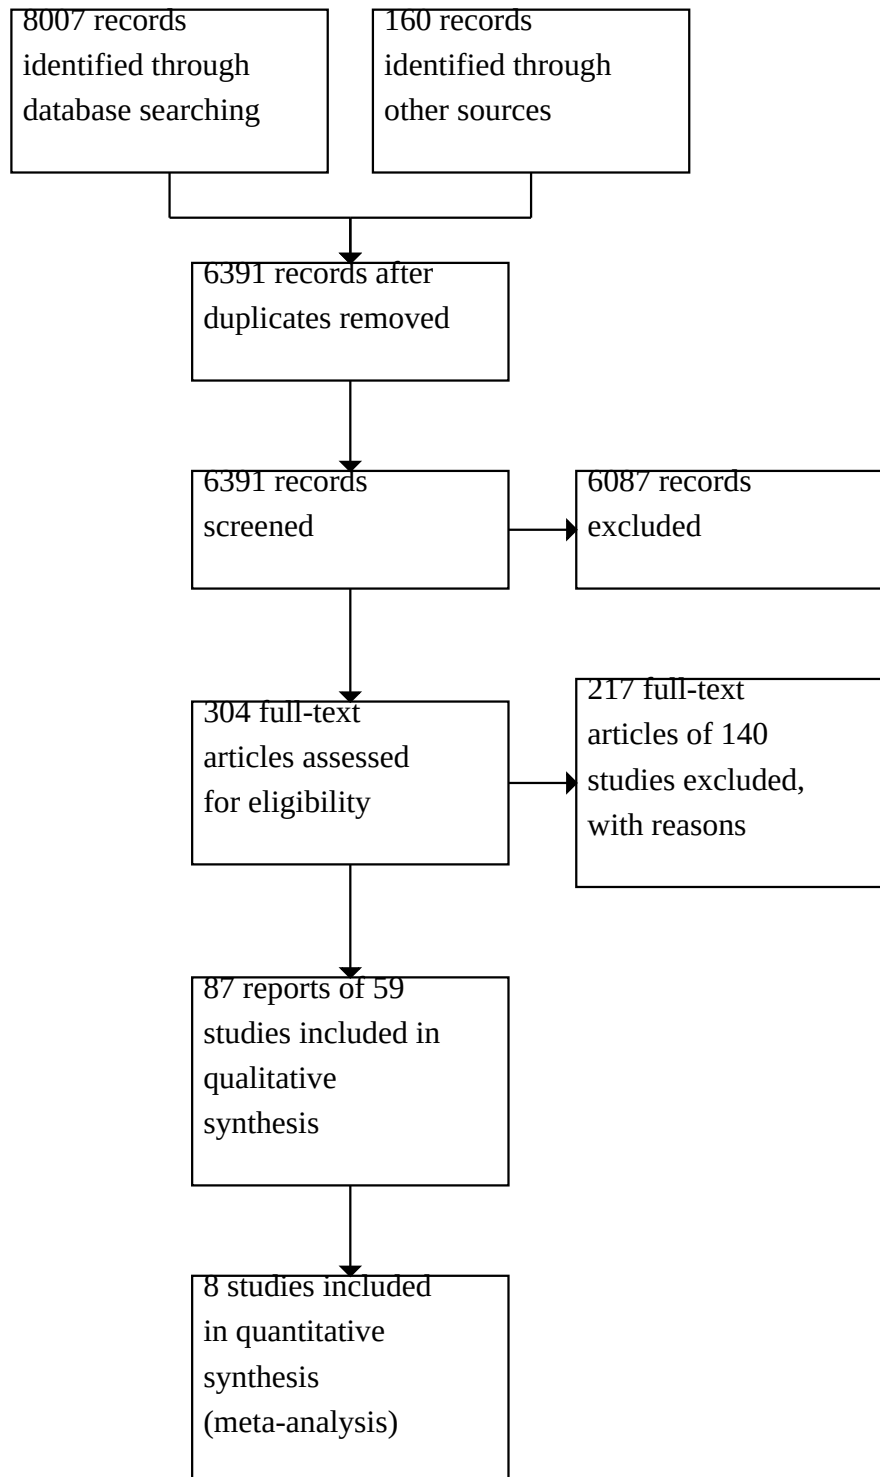 8007 records
identified through
database searching
160 records
identified through
other sources
6391 records after
duplicates removed
6391 records
screened
6087 records
excluded
304 full-text
articles assessed
for eligibility
217 full-text
articles of 140
studies excluded,
with reasons
87 reports of 59
studies included in
qualitative
synthesis
8 studies included
in quantitative
synthesis
(meta-analysis)